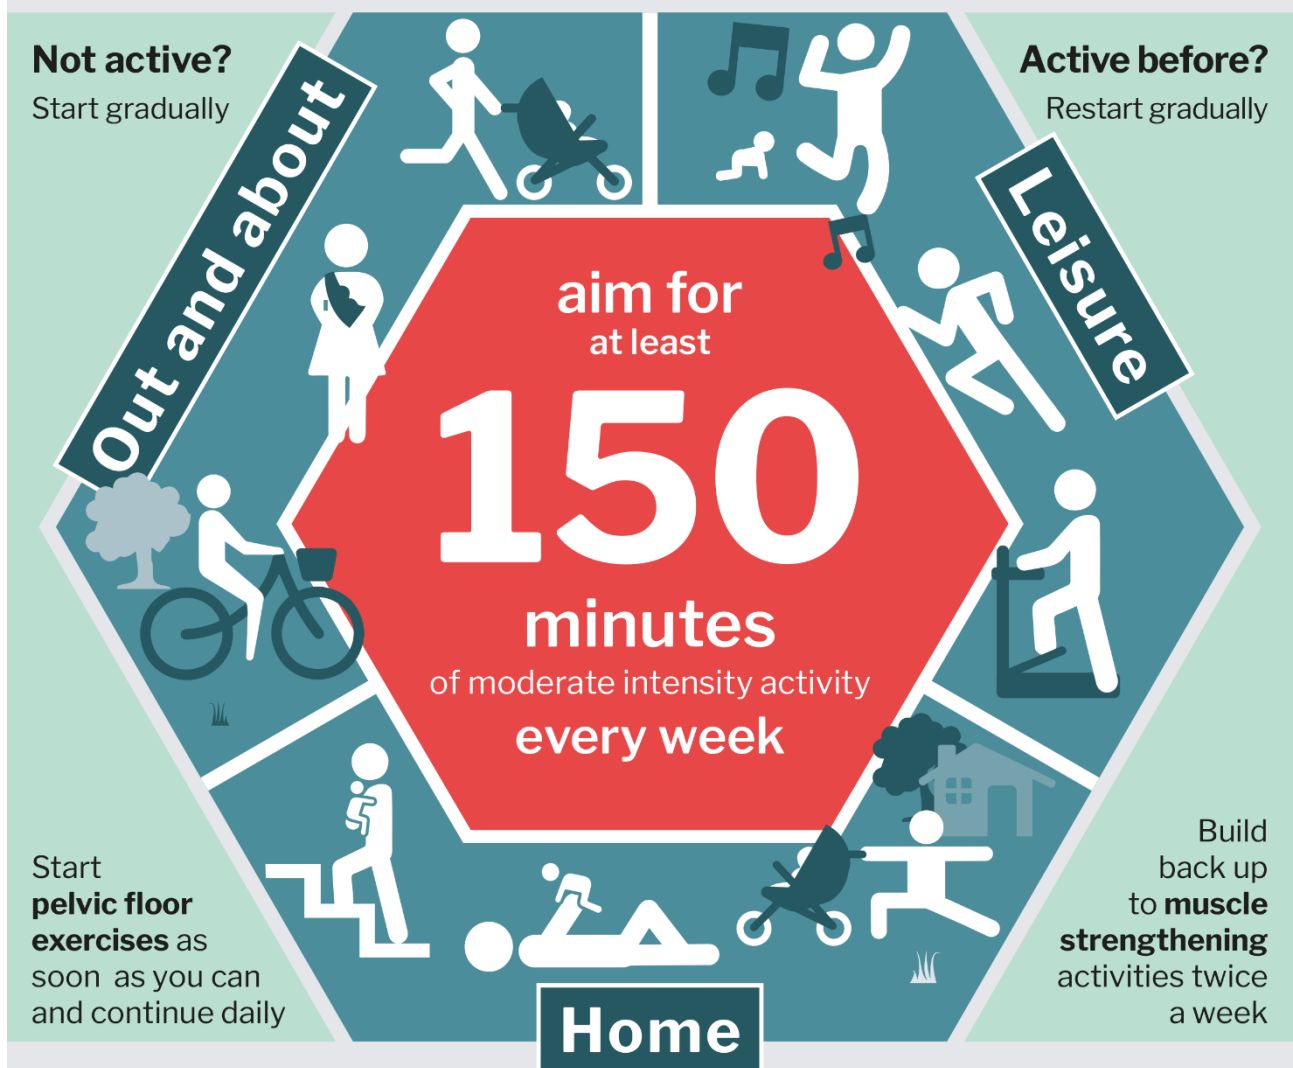 Not active?
Start gradually
Active before?
Restart gradually
Out and about
Leisure
aim for
at least
150
minutes
of moderate intensity activity
every week
Start
pelvic floor
exercises as
soon as you can
and continue daily
Build
back up
to muscle
strengthening
activities twice
a week
Home